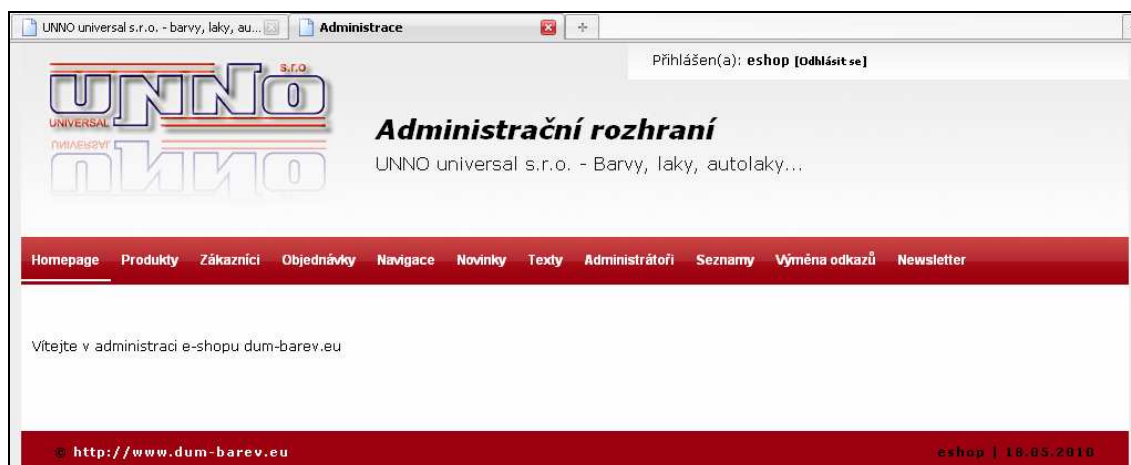 UNNO universal s.r.o. - barvy, laky, au...
Administrace
Přihlášen(a): eshop [Odhlásit se]
s.r.o.
UNNO
UNIVERSAL
Administrační rozhraní
UNNO universal s.r.o. - Barvy, laky, autolaky...
Homepage Produkty Zákazníci Objednávky Navigace Novinky Texty Administrátoři Seznamy Výměna odkazů Newsletter
Vítejte v administraci e-shopu dum-barev.eu
© http://www.dum-barev.eu
eshop | 18.05.2010